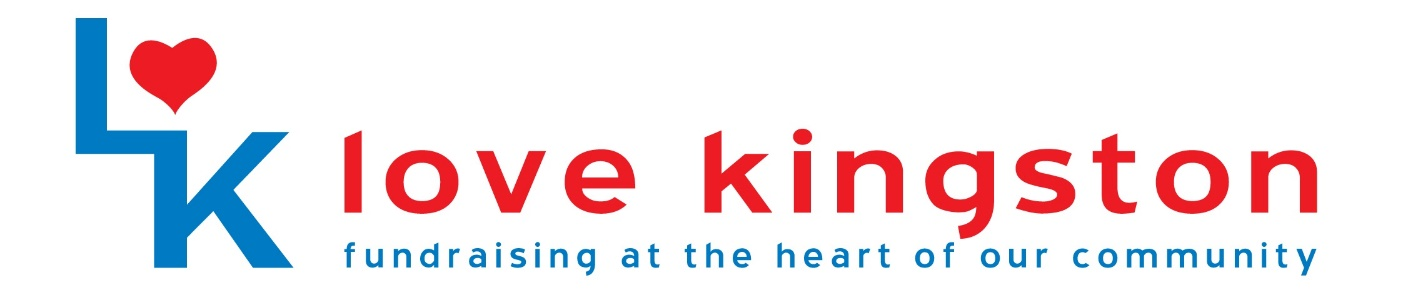 LK
love kingston
fundraising at the heart of our community